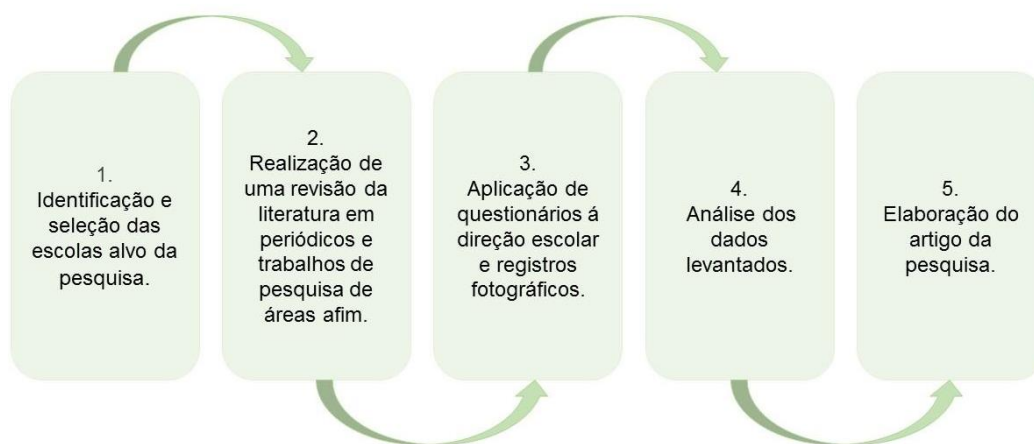 1.
Identificação e
seleção das
escolas alvo da
pesquisa.
2.
Realização de
uma revisão da
literatura em
periódicos e
trabalhos de
pesquisa de
áreas afim.
3.
Aplicação de
questionários á
direção escolar
e registros
fotográficos.
4.
Análise dos
dados
levantados.
5.
Elaboração do
artigo da
pesquisa.